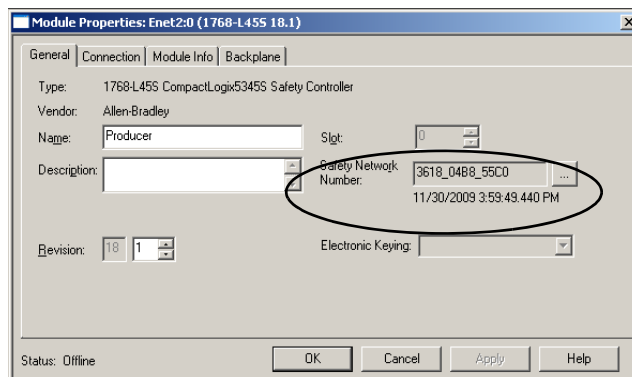 Module Properties: Enet2:0 (1768-L45S 18.1)
General Connection Module Info Backplane
Type: 1768-L45S CompactLogix5345S Safety Controller
Vendor: Allen-Bradley
Name: Producer Slot: 0
Description: Safety Network Number: 3618_04B8_55C0 ...
11/30/2009 3:59:49.440 PM
Revision: 18 1 Electronic Keying:
Status: Offline OK Cancel Apply Help